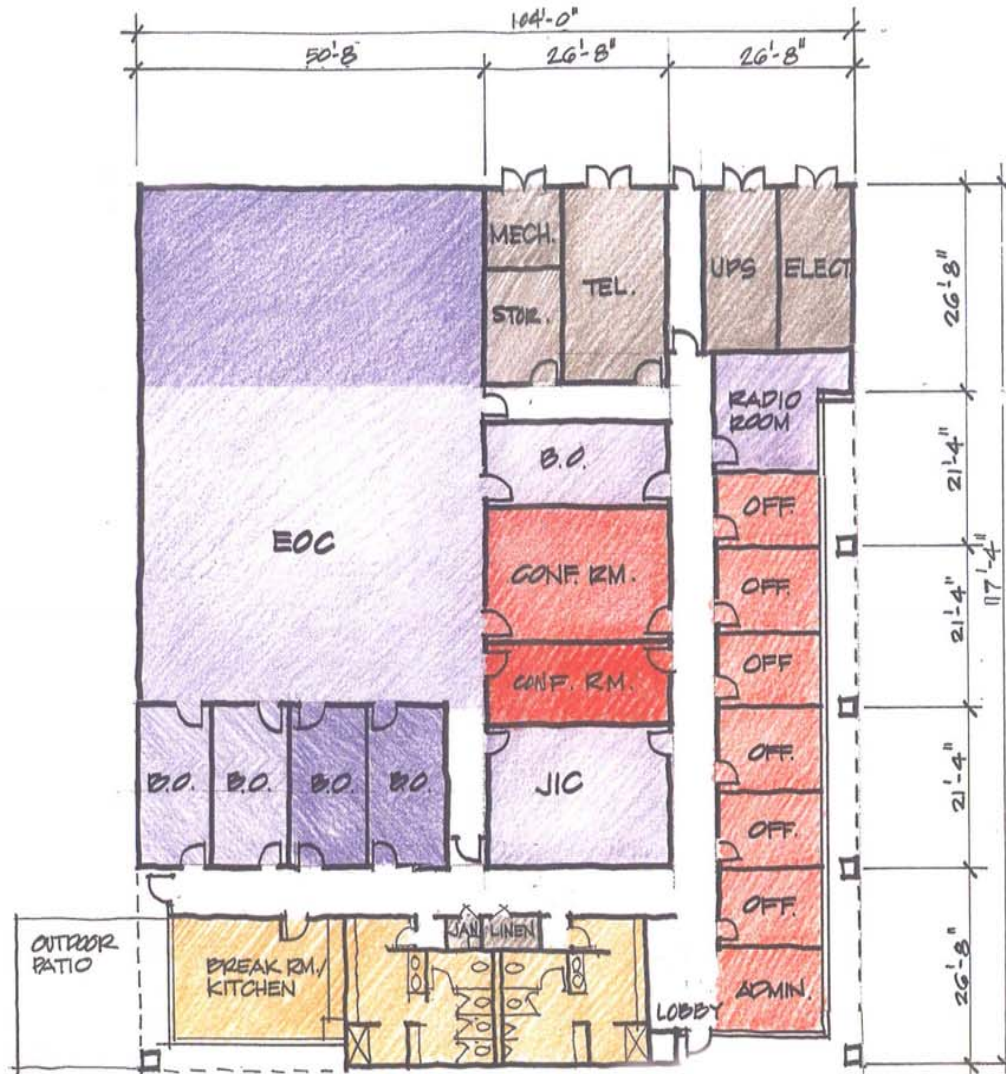 104'-0"
50'-8
26'-8"
26'-8"
MECH.
TEL.
UPS
ELECT
STOR.
26'-8"
RADIO
ROOM
B.O.
21'-4"
OFF.
EOC
CONF. RM.
OFF.
117'-4"
21'-4"
OFF
CONF. RM.
OFF.
B.O.
B.O.
B.O.
B.O.
JIC
21'-4"
OFF.
OFF.
JAN
LINEN
OUTDOOR
PATIO
BREAK RM./
KITCHEN
LOBBY
ADMIN.
26'-8"